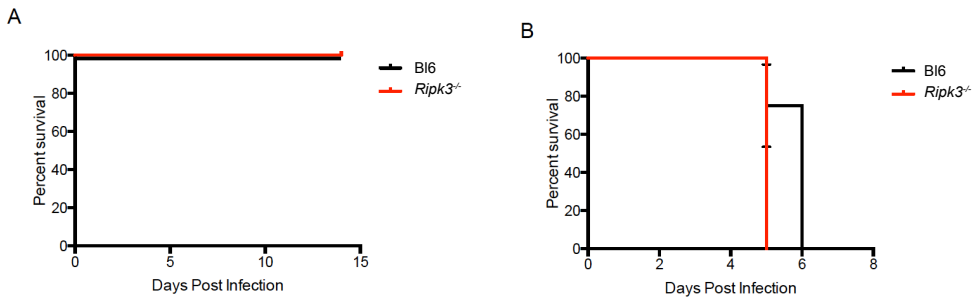 A
Percent survival
100
80
60
40
20
0
0 5 10 15
Days Post Infection
Bl6
Ripk3-/-
B
Percent survival
100
80
60
40
20
0
0 2 4 6 8
Days Post Infection
Bl6
Ripk3-/-